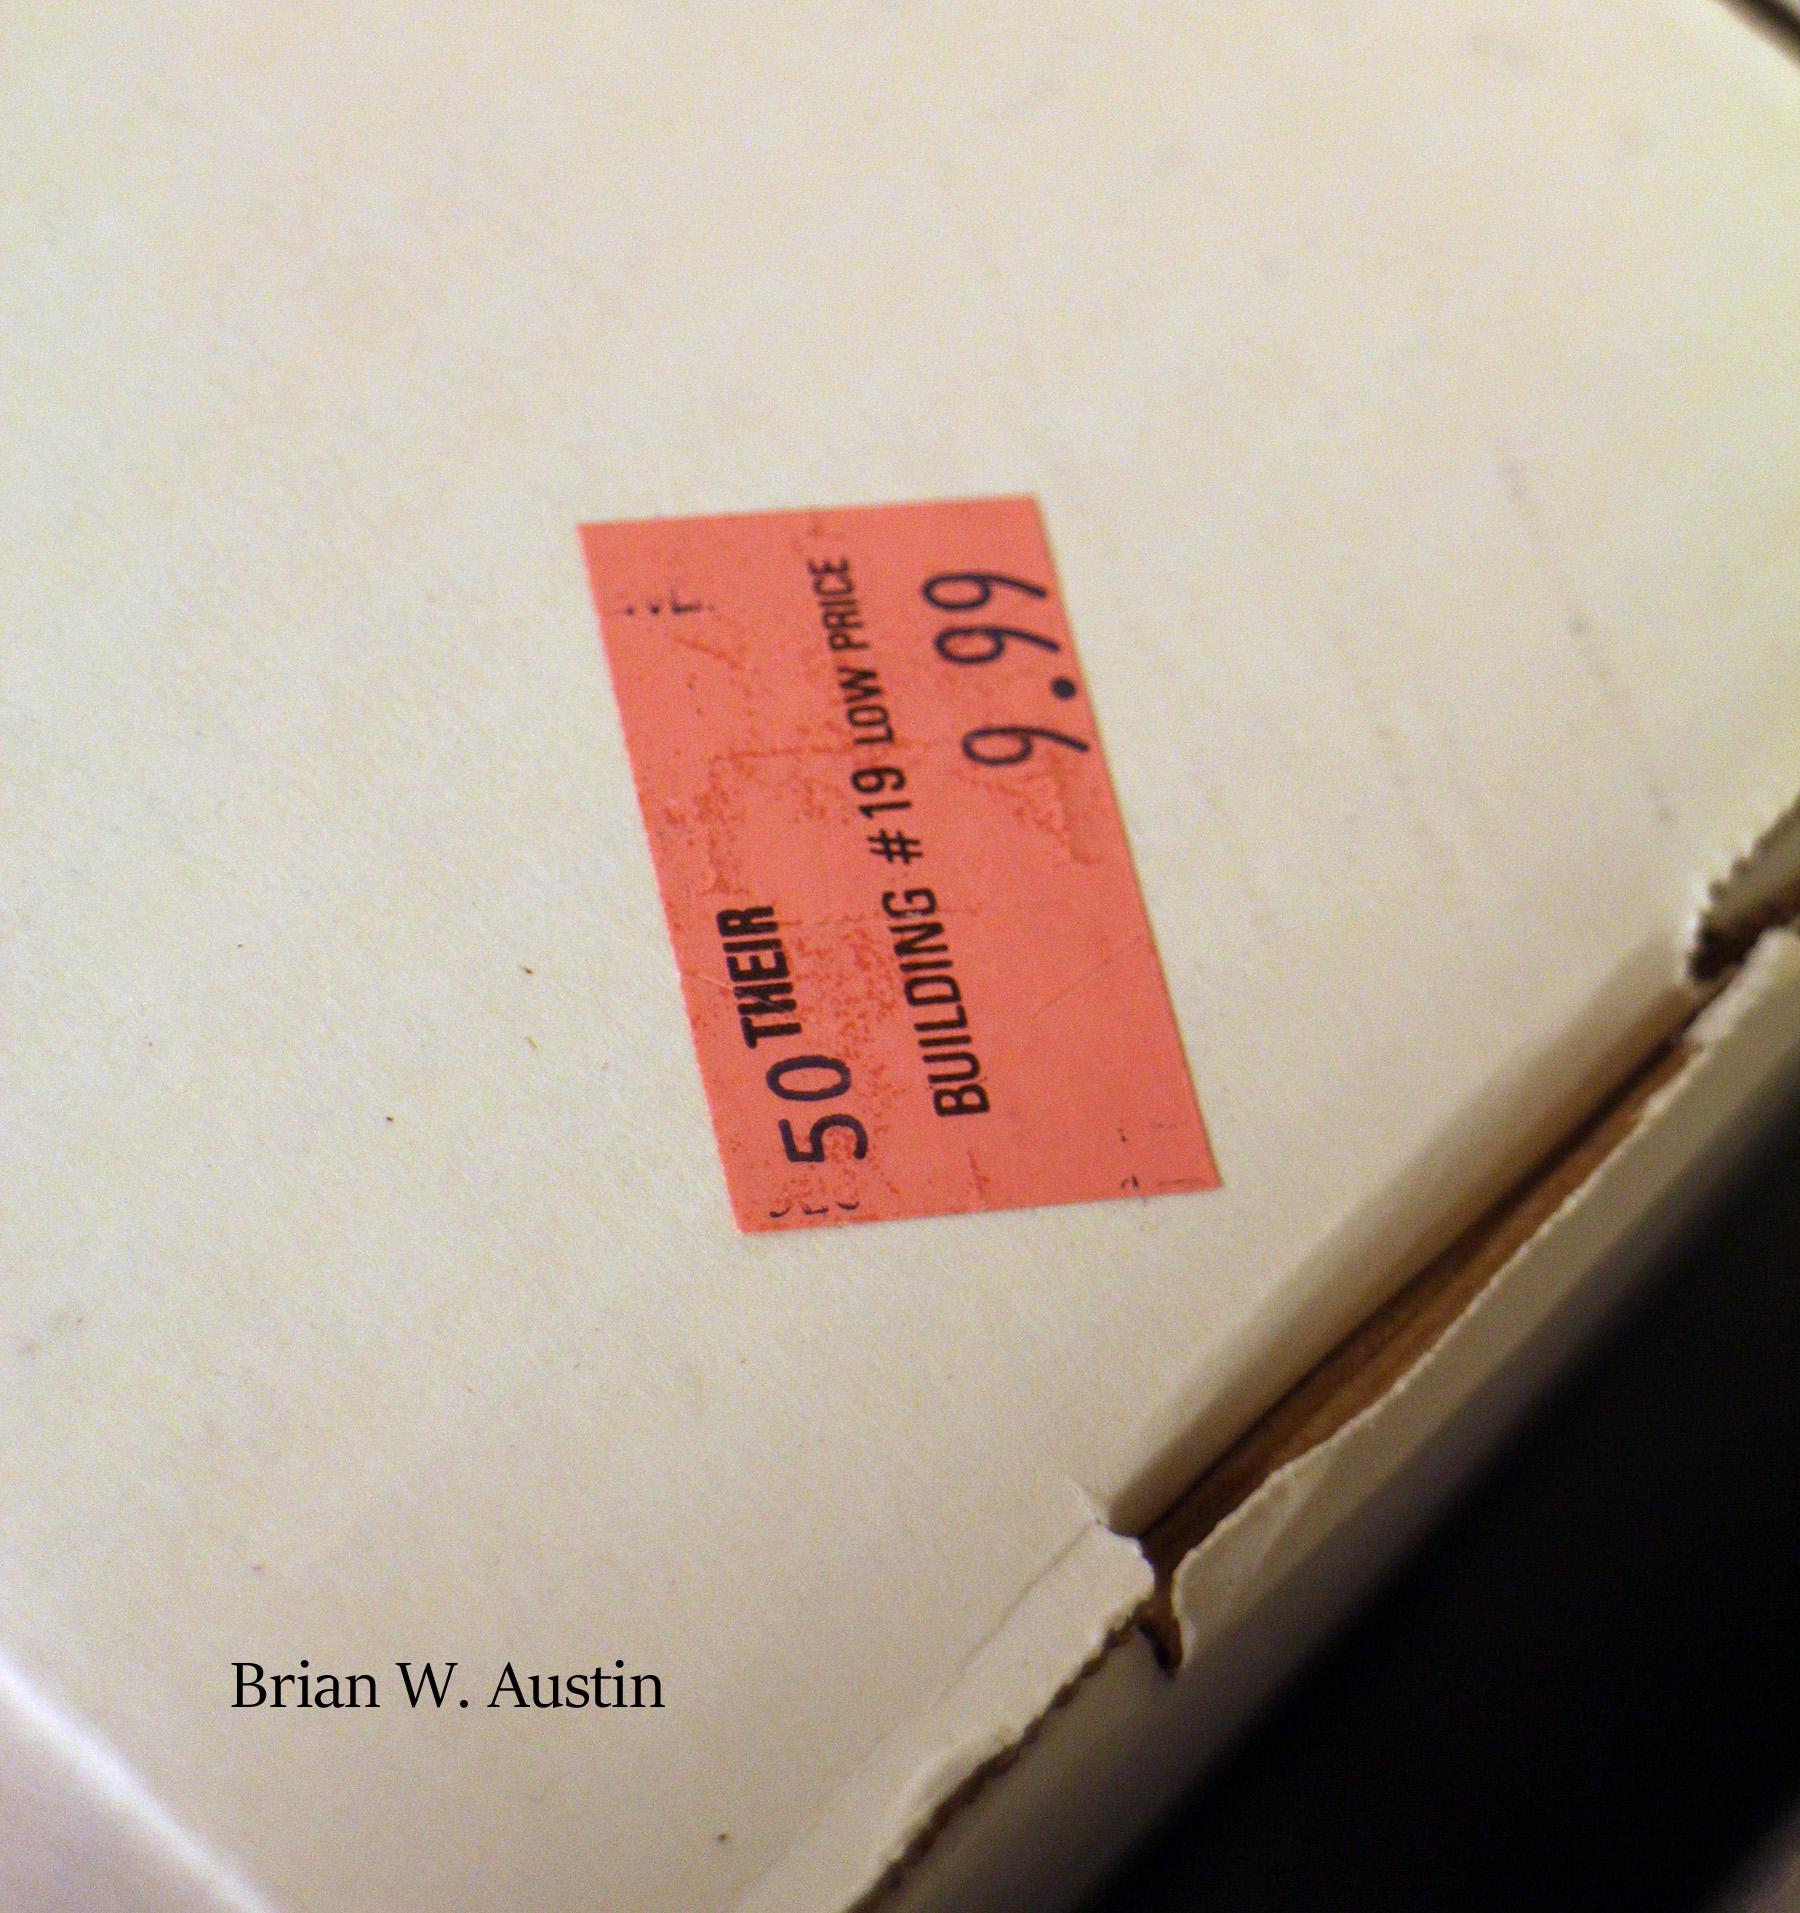 50 THEIR
BUILDING #19 LOW PRICE
9.99
Brian W. Austin